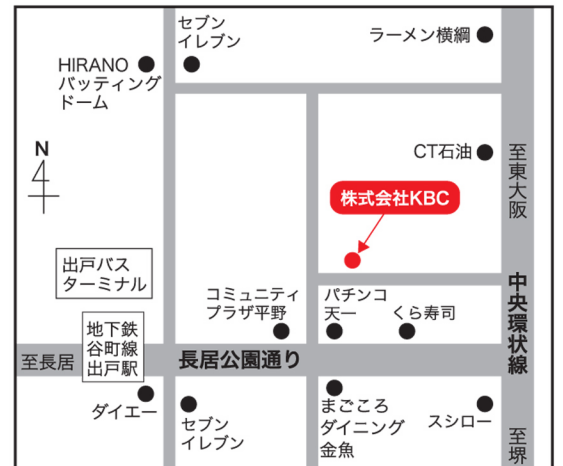 セブン
イレブン
ラーメン横綱
HIRANO
バッティング
ドーム
N
CT石油
至東大阪
株式会社KBC
出戸バス
ターミナル
コミュニティ
プラザ平野
パチンコ
天一
くら寿司
中央環状線
地下鉄
谷町線
出戸駅
至長居
長居公園通り
ダイエー
セブン
イレブン
まごころ
ダイニング
金魚
スシロー
至堺